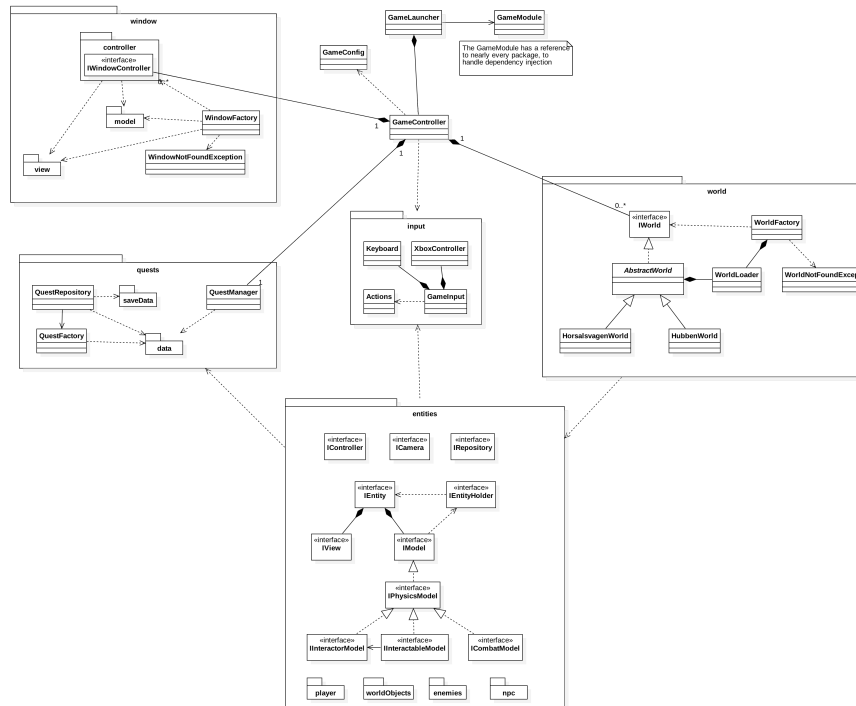 window
controller
«interface»
IWindowController
0..*
model
WindowFactory
WindowNotFoundException
view
GameLauncher
GameModule
GameConfig
The GameModule has a reference
to nearly every package, to
handle dependency injection
GameController
1
1
1
quests
QuestRepository
saveData
QuestManager
1
QuestFactory
data
input
Keyboard
XboxController
Actions
GameInput
world
0..*
«interface»
IWorld
WorldFactory
AbstractWorld
WorldLoader
WorldNotFoundExcep
HorsalsvagenWorld
HubbenWorld
entities
«interface»
IController
«interface»
ICamera
«interface»
IRepository
«interface»
IEntity
«interface»
IEntityHolder
«interface»
IView
«interface»
IModel
«interface»
IPhysicsModel
«interface»
IInteractorModel
«interface»
IInteractableModel
«interface»
ICombatModel
player
worldObjects
enemies
npc